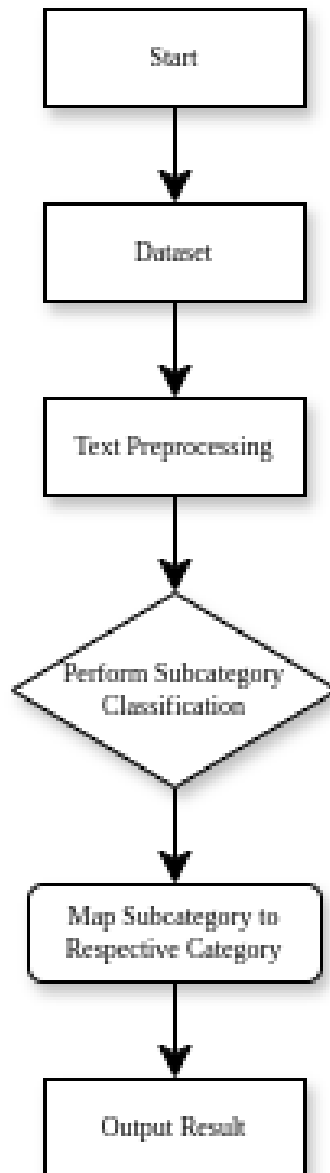 Start
Dataset
Text Preprocessing
Perform Subcategory
Classification
Map Subcategory to
Respective Category
Output Result